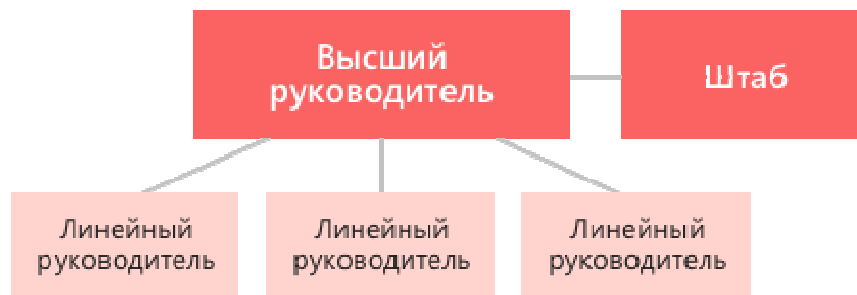 Высший
руководитель
Штаб
Линейный
руководитель
Линейный
руководитель
Линейный
руководитель